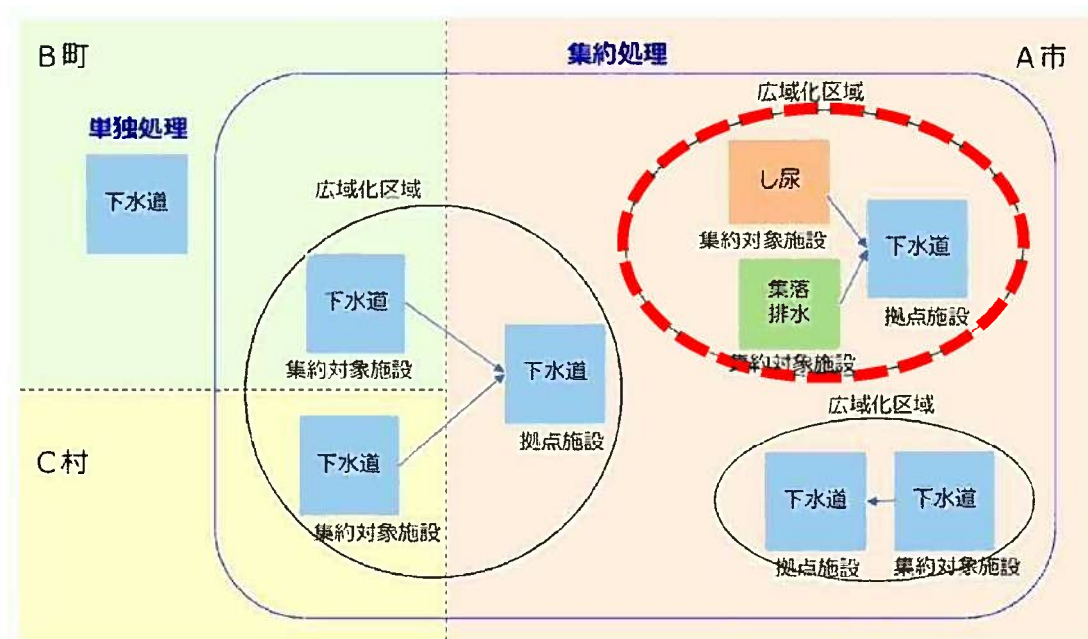 B町
集約処理
A市
単独処理
下水道
広域化区域
し尿
集約対象施設
集落
排水
集約対象施設
下水道
拠点施設
広域化区域
下水道
集約対象施設
下水道
拠点施設
C村
下水道
集約対象施設
広域化区域
下水道
拠点施設
下水道
集約対象施設